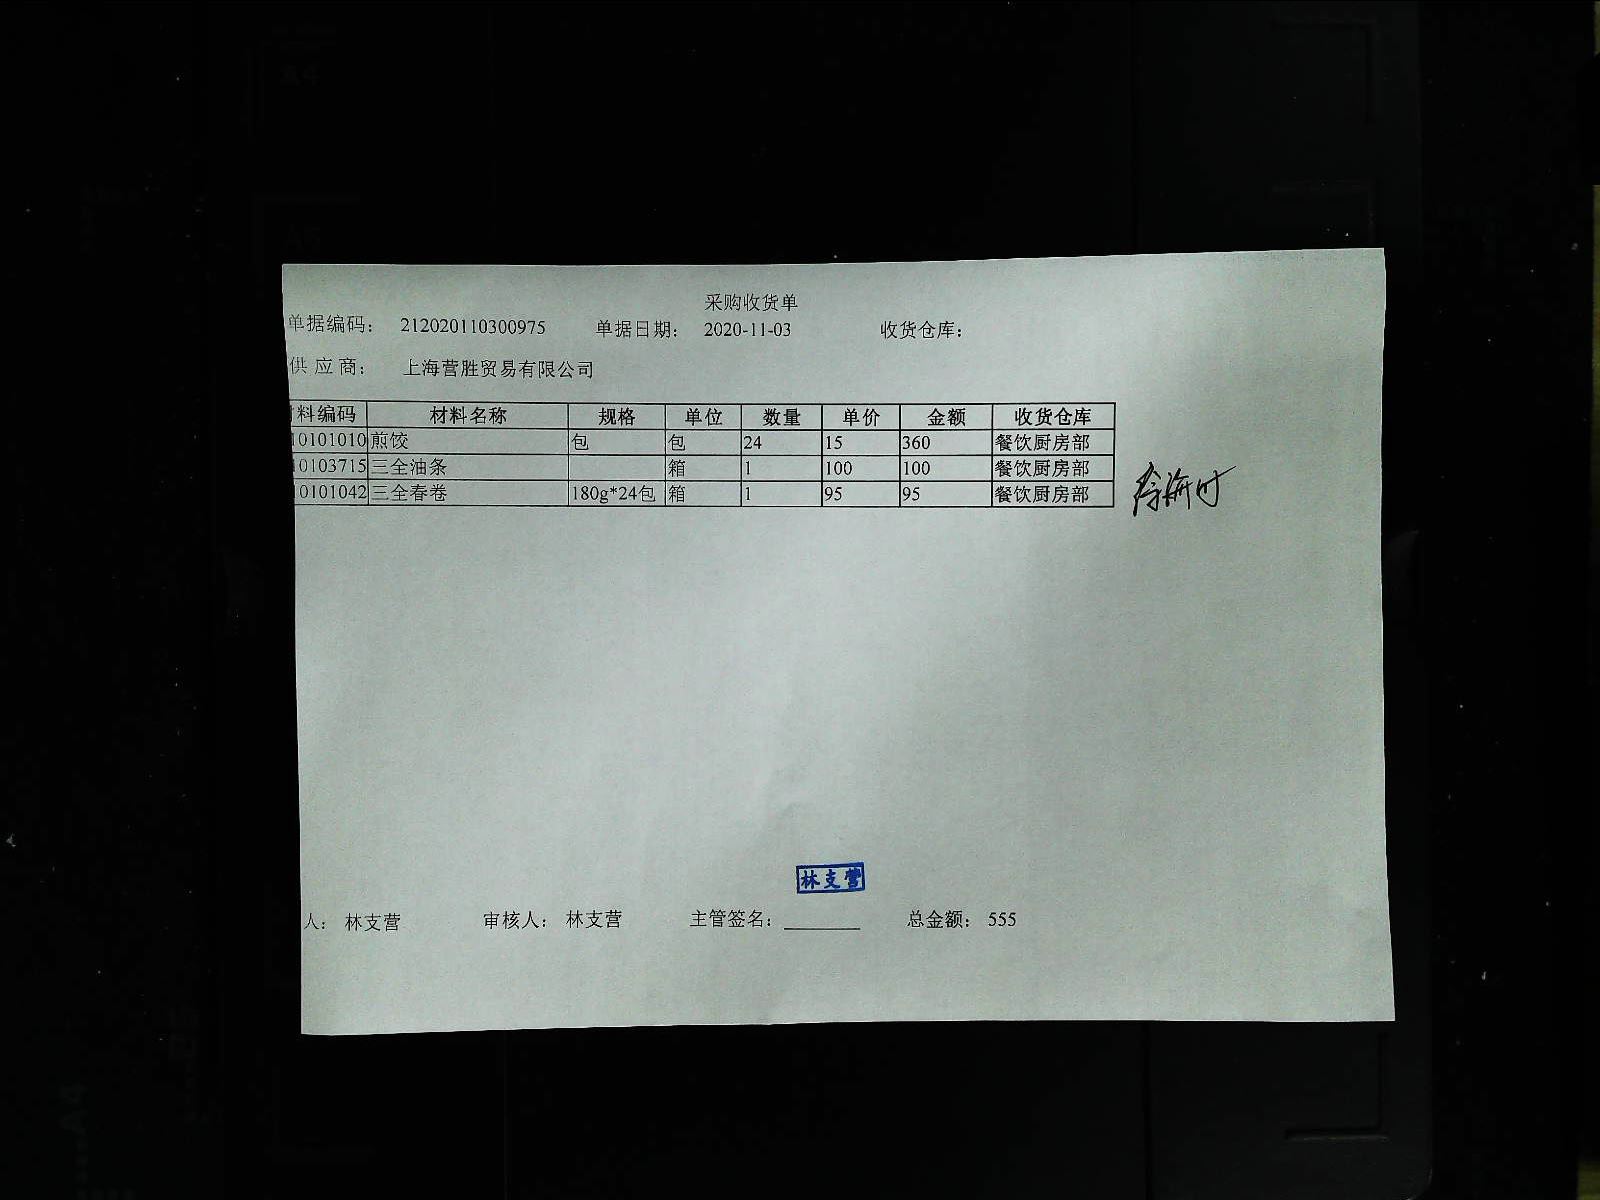 采购收货单
单据编码： 212020110300975 单据日期： 2020-11-03 收货仓库：
供 应 商： 上海营胜贸易有限公司
料编码 材料名称 规格 单位 数量 单价 金额 收货仓库
10101010 煎饺 包 包 24 15 360 餐饮厨房部
10103715 三全油条 箱 1 100 100 餐饮厨房部
10101042 三全春卷 180g*24包 箱 1 95 95 餐饮厨房部
林支营
人： 林支营 审核人： 林支营 主管签名： 总金额： 555